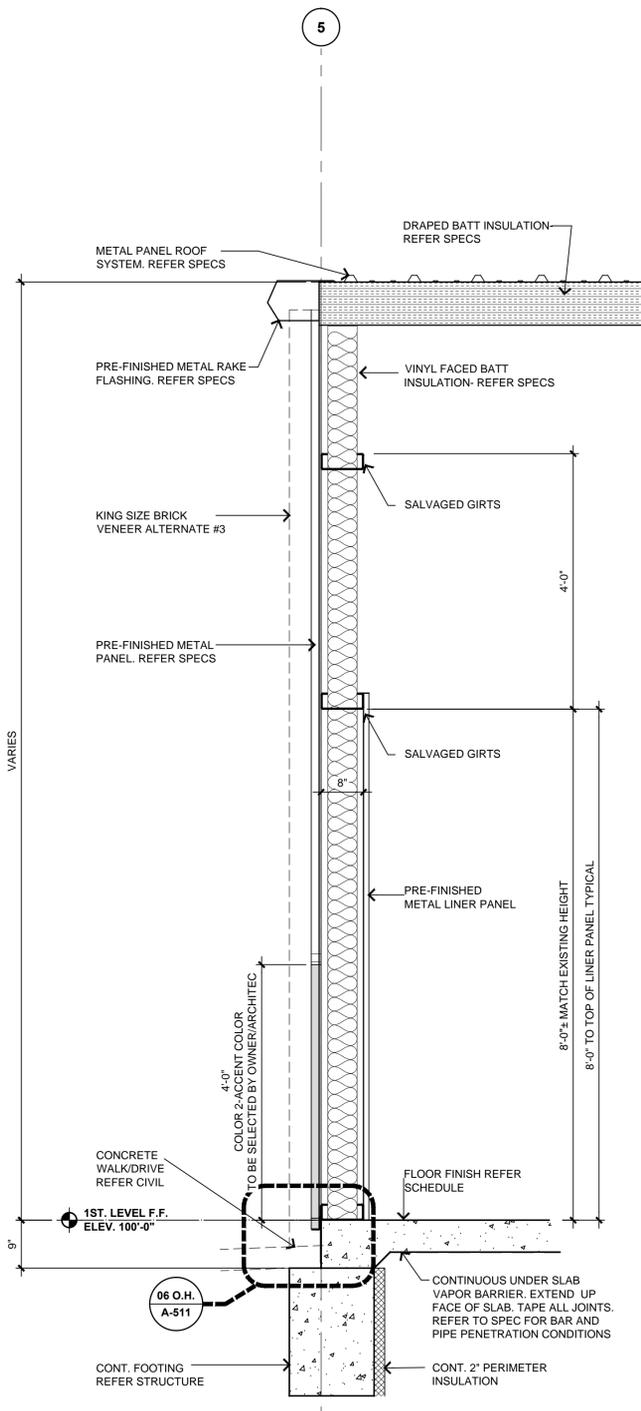 5
DRAPED BATT INSULATION-
REFER SPECS
METAL PANEL ROOF
SYSTEM. REFER SPECS
PRE-FINISHED METAL RAKE
FLASHING. REFER SPECS
VINYL FACED BATT
INSULATION- REFER SPECS
SALVAGED GIRTS
KING SIZE BRICK
VENEER ALTERNATE #3
4'-0"
PRE-FINISHED METAL
PANEL. REFER SPECS
VARIES
SALVAGED GIRTS
8"
PRE-FINISHED
METAL LINER PANEL
8'-0"± MATCH EXISTING HEIGHT
8'-0" TO TOP OF LINER PANEL TYPICAL
4'-0"
COLOR 2-ACCENT COLOR
TO BE SELECTED BY OWNER/ARCHITEC
CONCRETE
WALK/DRIVE
REFER CIVIL
FLOOR FINISH REFER
SCHEDULE
1ST. LEVEL F.F.
ELEV. 100'-0"
9"
06 O.H.
A-511
CONTINUOUS UNDER SLAB
VAPOR BARRIER. EXTEND UP
FACE OF SLAB. TAPE ALL JOINTS.
REFER TO SPEC FOR BAR AND
PIPE PENETRATION CONDITIONS
CONT. FOOTING
REFER STRUCTURE
CONT. 2" PERIMETER
INSULATION